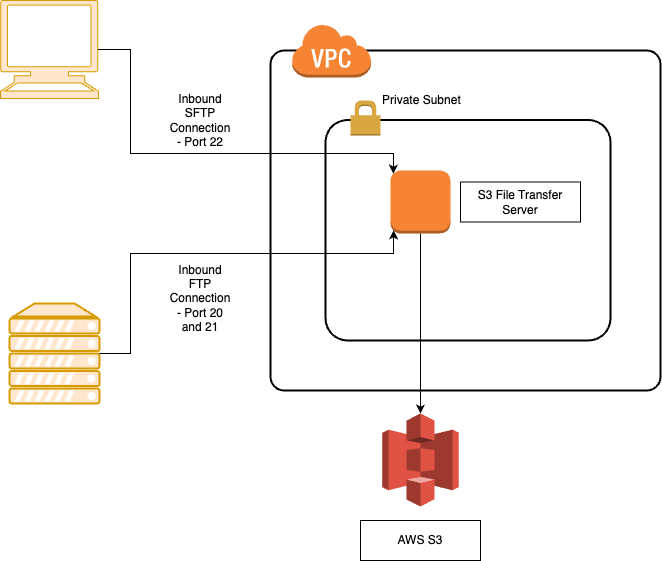 VPC
Private Subnet
Inbound
SFTP
Connection
- Port 22
S3 File Transfer
Server
Inbound
FTP
Connection
- Port 20
and 21
AWS S3